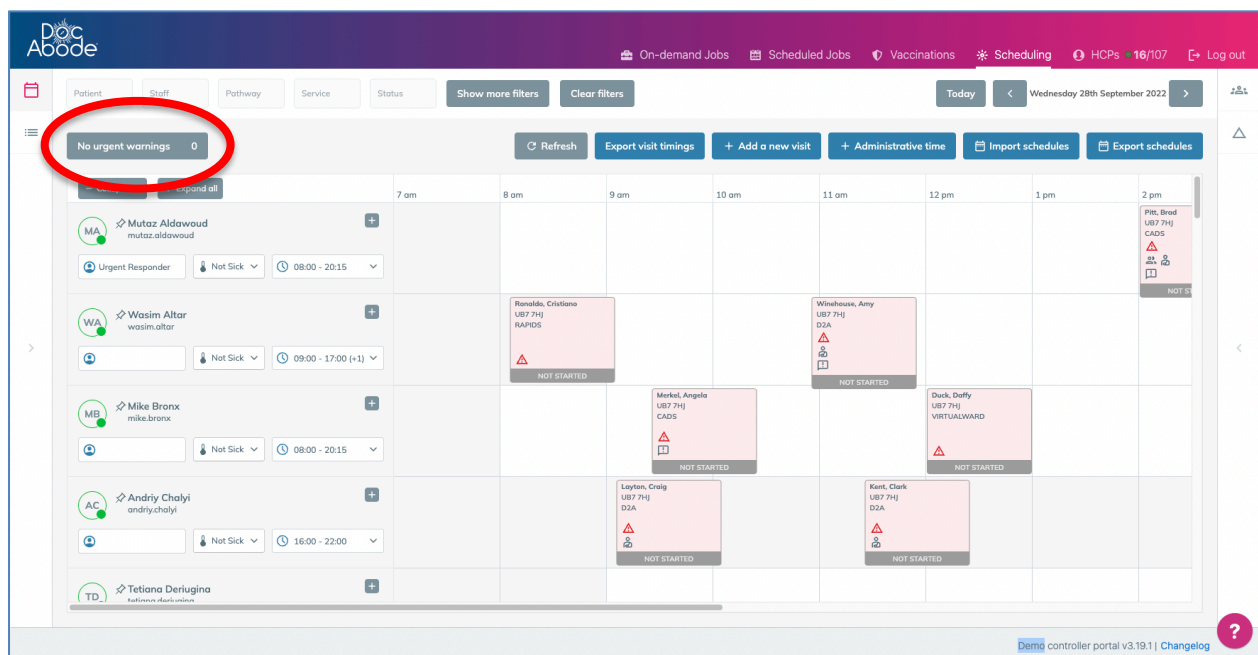 Doc
Abode
On-demand Jobs
Scheduled Jobs
Vaccinations
Scheduling
HCPs 16/107
Log out
Patient
Staff
Pathway
Service
Status
Show more filters
Clear filters
Today
<
Wednesday 28th September 2022
>
No urgent warnings 0
Refresh
Export visit timings
+ Add a new visit
+ Administrative time
Import schedules
Export schedules
Expand all
7 am
8 am
9 am
10 am
11 am
12 pm
1 pm
2 pm
MA
Mutaz Aldawoud
mutaz.aldawoud
+
Urgent Responder
Not Sick
08:00 - 20:15
Pitt, Brod
UB7 7HJ
CADS
NOT ST
WA
Wasim Altar
wasim.altar
+
Not Sick
09:00 - 17:00 (+1)
Ronaldo, Cristiano
UB7 7HJ
RAPIDS
NOT STARTED
Winehouse, Amy
UB7 7HJ
D2A
NOT STARTED
MB
Mike Bronx
mike.bronx
+
Not Sick
08:00 - 20:15
Merkel, Angela
UB7 7HJ
CADS
NOT STARTED
Duck, Daffy
UB7 7HJ
VIRTUALWARD
NOT STARTED
AC
Andriy Chalyi
andriy.chalyi
+
Not Sick
16:00 - 22:00
Layton, Craig
UB7 7HJ
D2A
NOT STARTED
Kent, Clark
UB7 7HJ
D2A
NOT STARTED
TD
Tetiana Deriugina
tetiana.deriugina
+
?
Demo controller portal v3.19.1 | Changelog